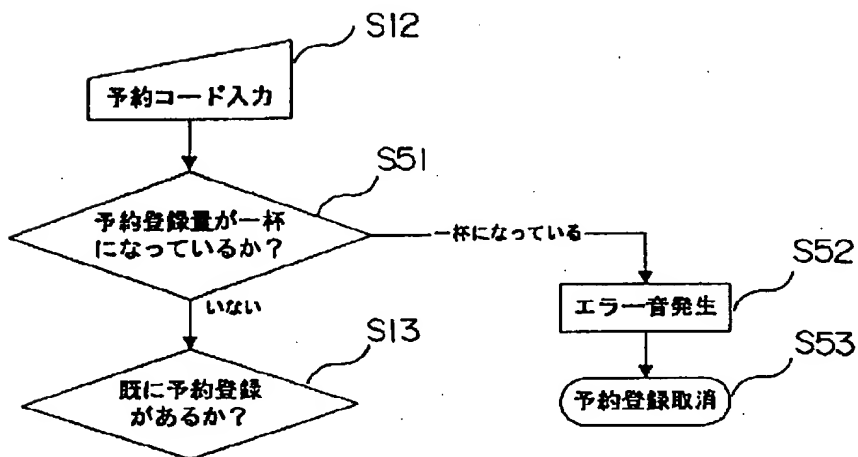 S12
予約コード入力
S51
予約登録量が一杯
になっているか？
一杯になっている
いない
S52
エラー音発生
S13
既に予約登録
があるか？
S53
予約登録取消